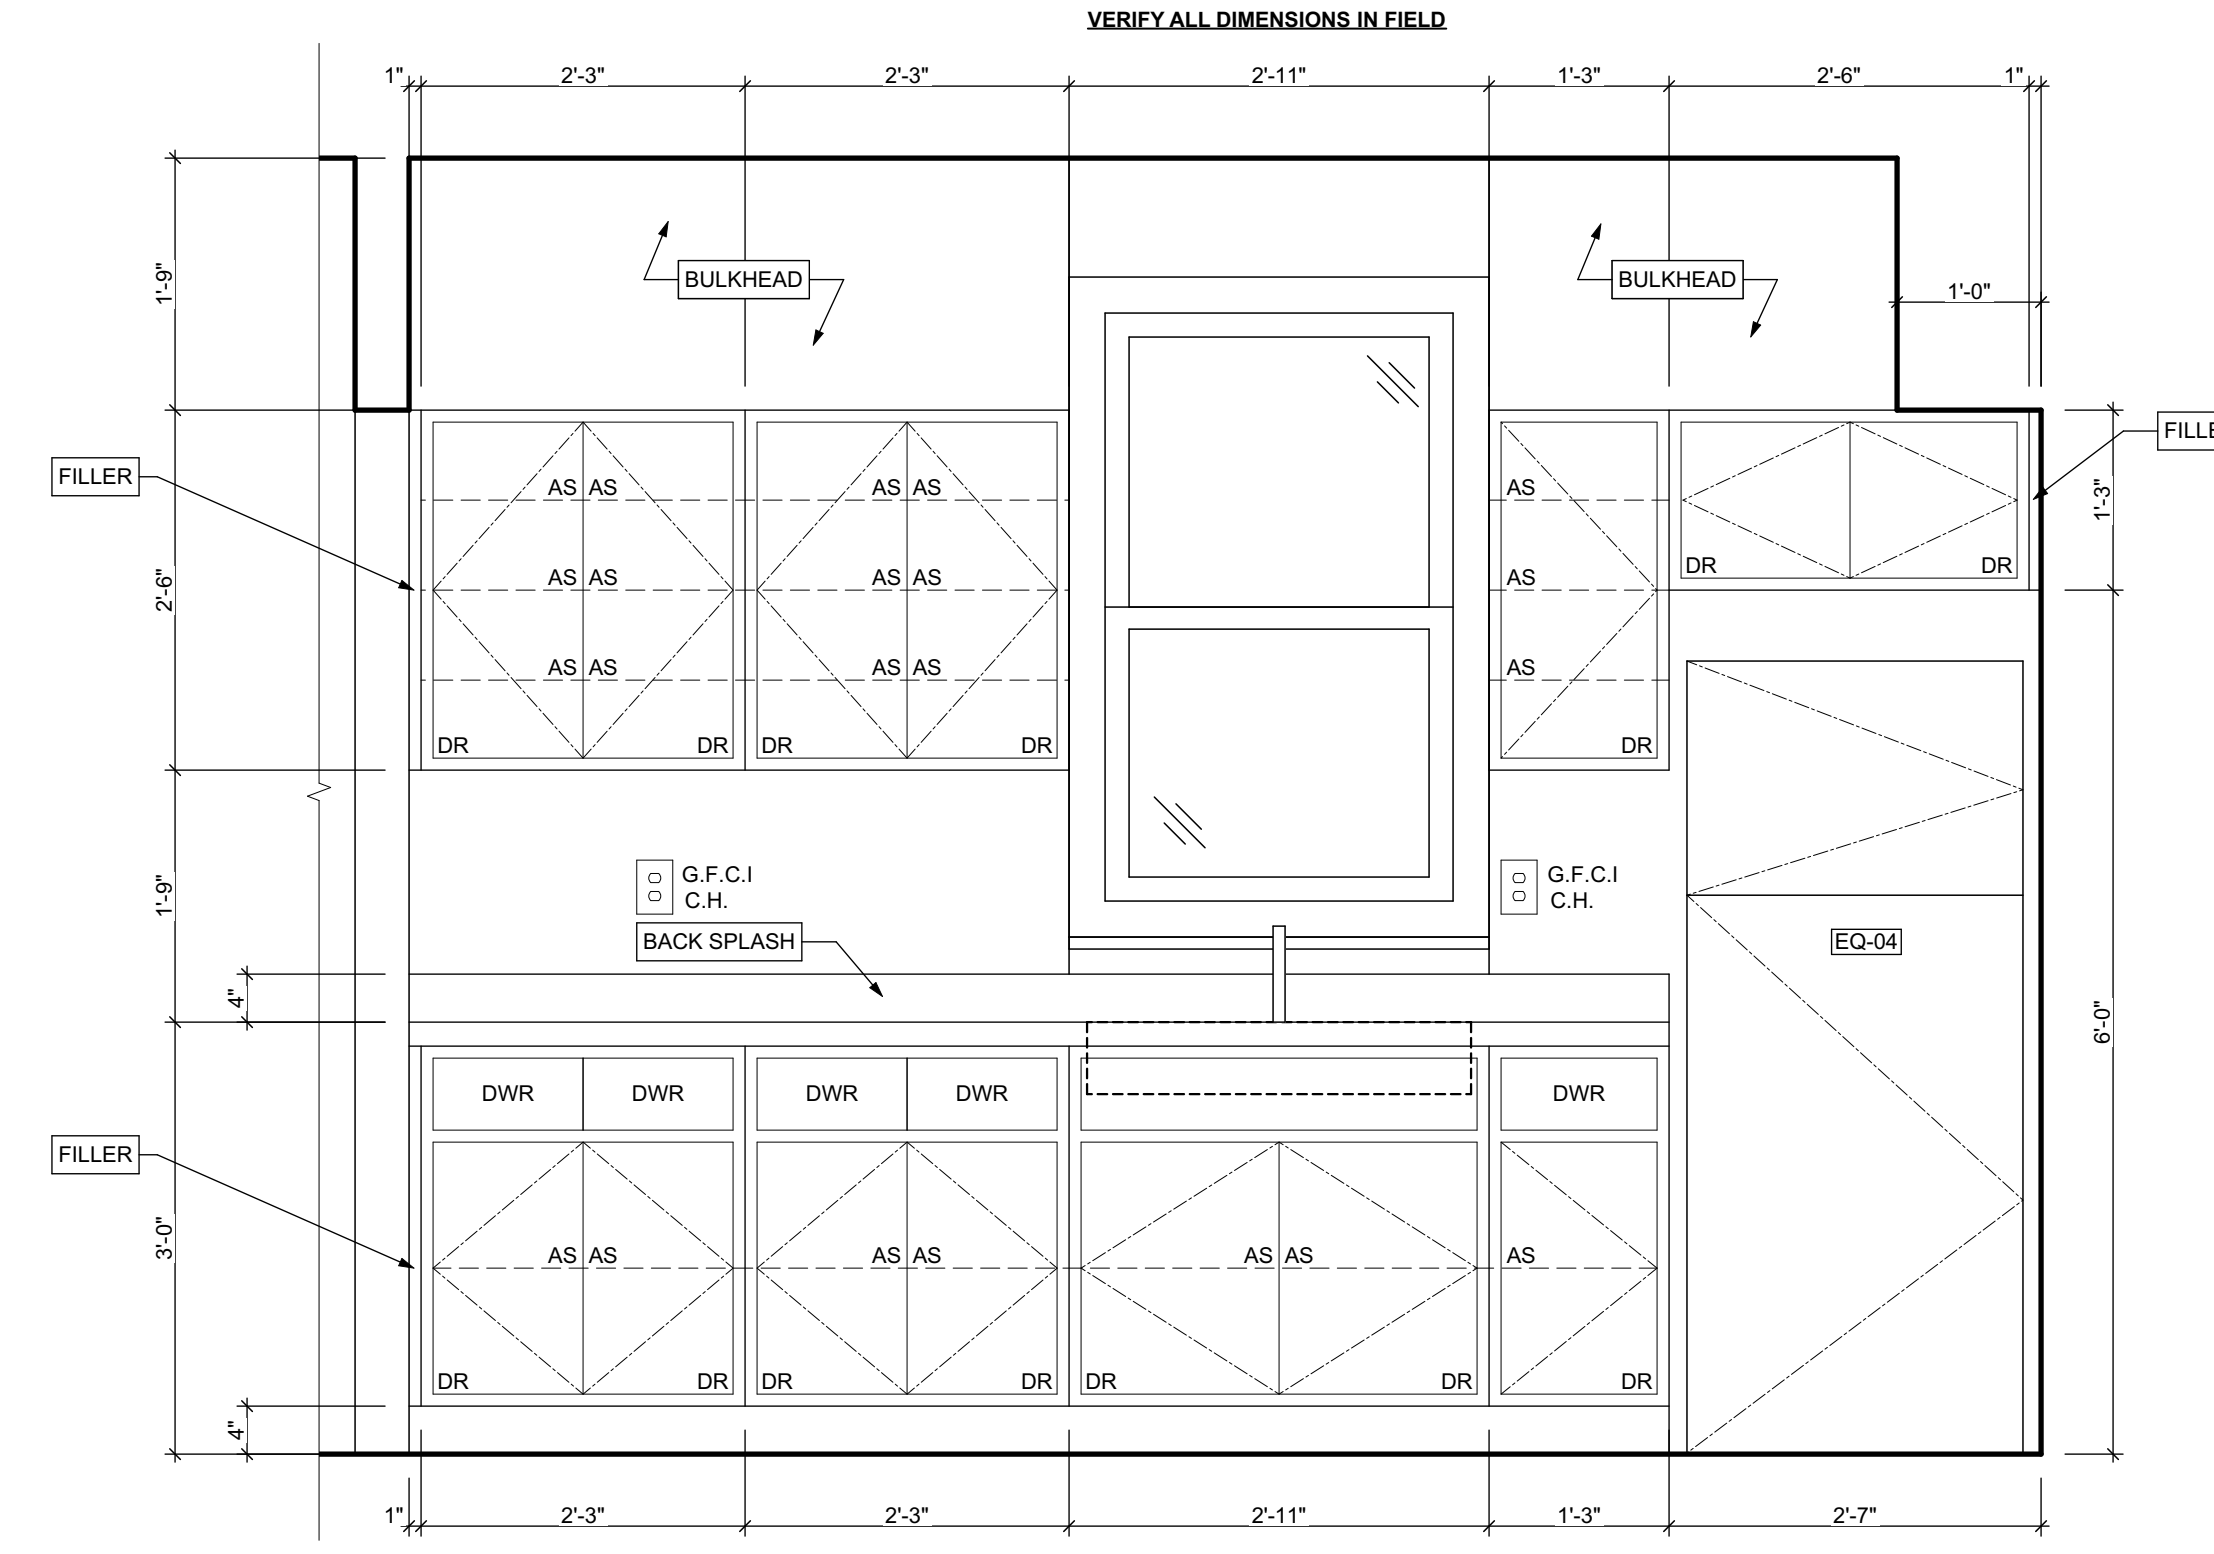 VERIFY ALL DIMENSIONS IN FIELD
1" 2'-3" 2'-3" 2'-11" 1'-3" 2'-6" 1"
1'-9"
BULKHEAD
BULKHEAD
1'-0"
FILLER
FILLE
2'-6"
1'-3"
AS AS AS AS AS
DR DR
AS AS AS AS AS
AS AS AS AS AS
DR DR DR DR DR
1'-9"
G.F.C.I
C.H.
G.F.C.I
C.H.
BACK SPLASH
EQ-04
4"
6'-0"
DWR DWR DWR DWR DWR
FILLER
3'-0"
AS AS AS AS AS AS AS
DR DR DR DR DR DR DR
4"
1" 2'-3" 2'-3" 2'-11" 1'-3" 2'-7"